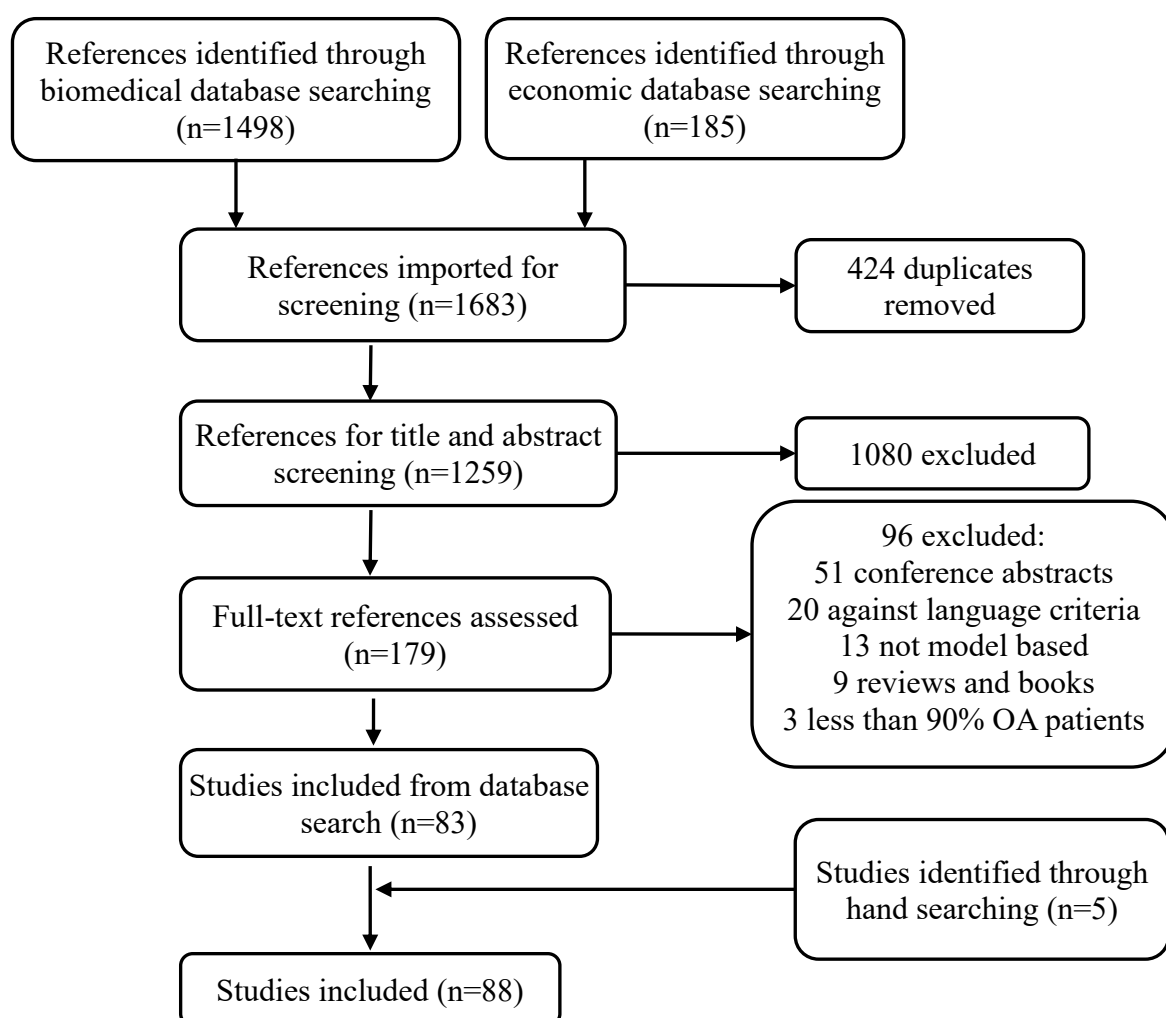 References identified through
biomedical database searching
(n=1498)
References identified through
economic database searching
(n=185)
References imported for
screening (n=1683)
424 duplicates
removed
References for title and abstract
screening (n=1259)
1080 excluded
Full-text references assessed
(n=179)
96 excluded:
51 conference abstracts
20 against language criteria
13 not model based
9 reviews and books
3 less than 90% OA patients
Studies included from database
search (n=83)
Studies identified through
hand searching (n=5)
Studies included (n=88)